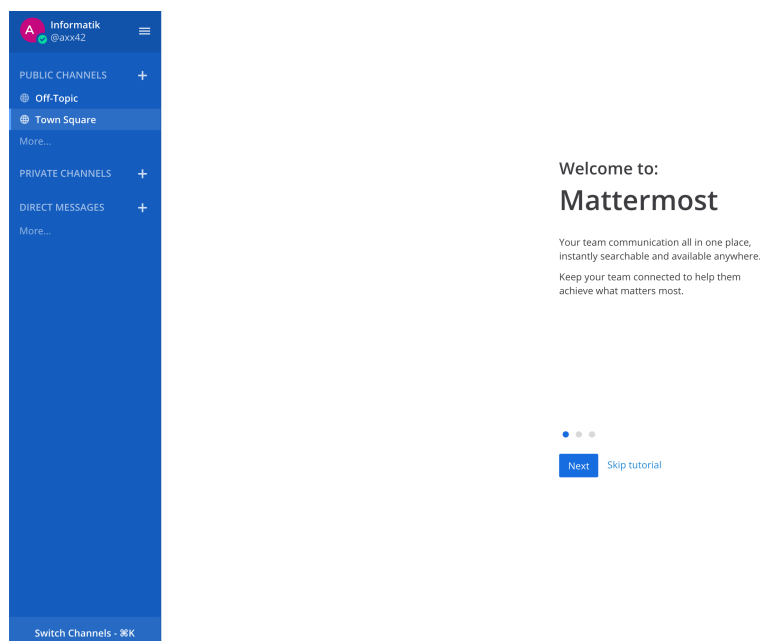 A
Informatik
@axx42
PUBLIC CHANNELS +
Off-Topic
Town Square
More...
PRIVATE CHANNELS +
DIRECT MESSAGES +
More...
Switch Channels - ⌘K
Welcome to:
Mattermost
Your team communication all in one place,
instantly searchable and available anywhere.
Keep your team connected to help them
achieve what matters most.
Next Skip tutorial